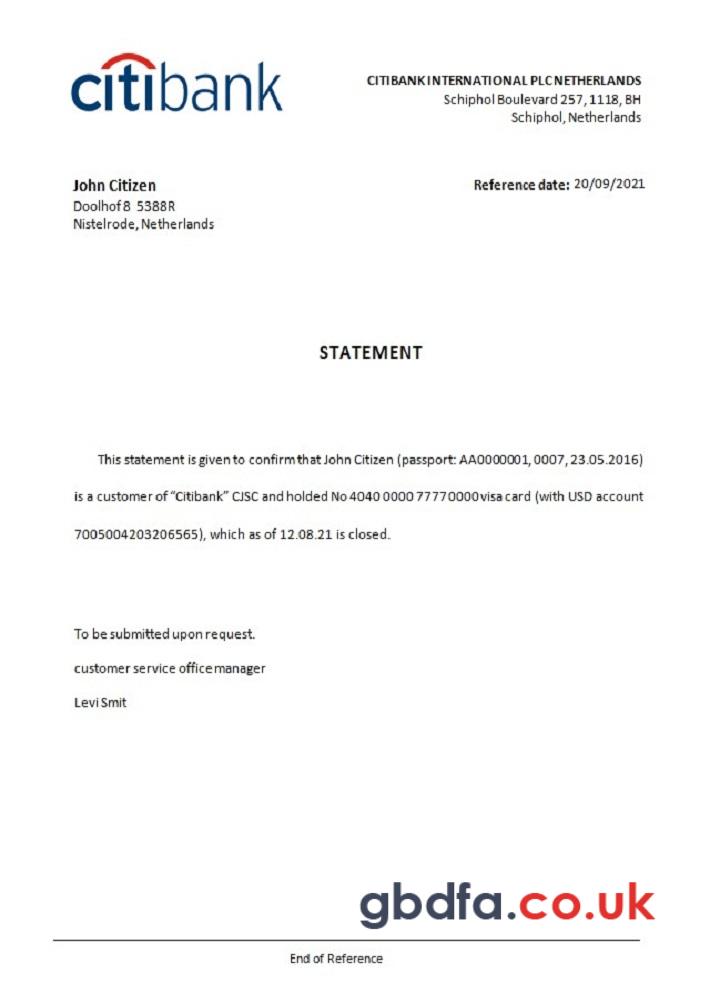 citibank
CITIBANK INTERNATIONAL PLC NETHERLANDS
Schiphol Boulevard 257, 1118, BH
Schiphol, Netherlands
John Citizen
Doolhof 8 5388R
Nistelrode, Netherlands
Reference date: 20/09/2021
STATEMENT
This statement is given to confirm that John Citizen (passport: AA0000001, 0007, 23.05.2016)
is a customer of "Citibank" CJSC and holded No 4040 0000 7777 0000 visa card (with USD account
7005004203206565), which as of 12.08.21 is closed.
To be submitted upon request.
customer service office manager
Levi Smit
gbdfa.co.uk
End of Reference